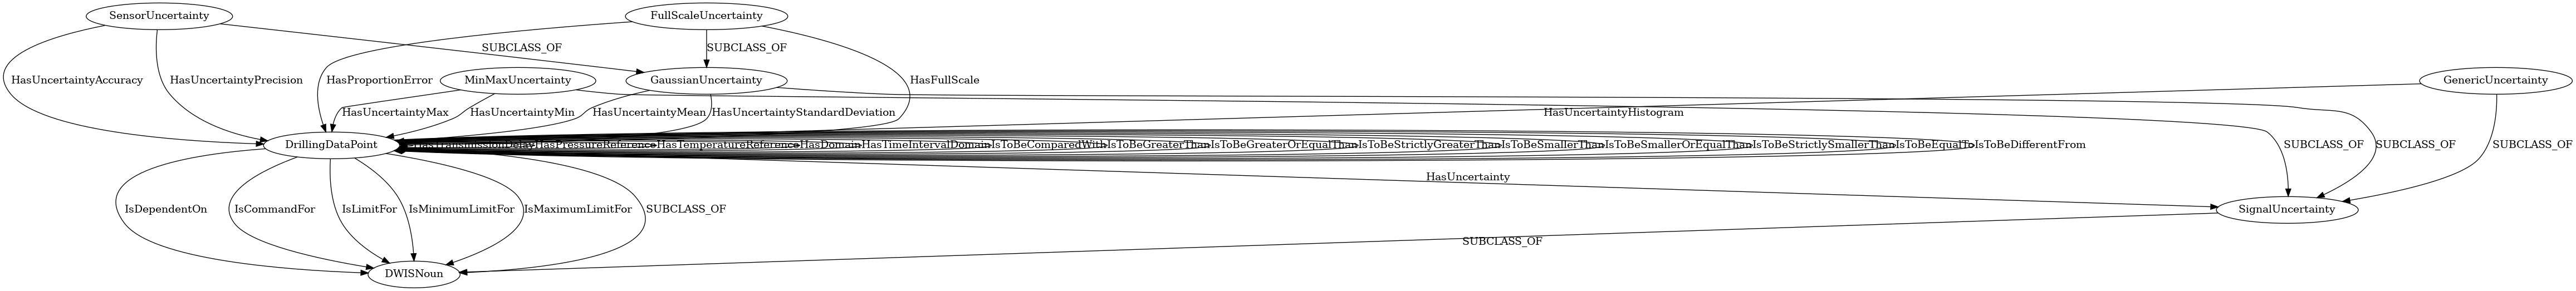 SensorUncertainty
FullScaleUncertainty
SUBCLASS_OF
SUBCLASS_OF
HasUncertaintyAccuracy
HasUncertaintyPrecision
HasProportionError
MinMaxUncertainty
GaussianUncertainty
HasFullScale
GenericUncertainty
HasUncertaintyMax
HasUncertaintyMin
HasUncertaintyMean
HasUncertaintyStandardDeviation
HasUncertaintyHistogram
DrillingDataPoint
HasTransmissionDelay
HasPressureReference
HasTemperatureReference
HasDomain
HasTimeIntervalDomain
IsToBeComparedWith
IsToBeGreaterThan
IsToBeGreaterOrEqualThan
IsToBeStrictlyGreaterThan
IsToBeSmallerThan
IsToBeSmallerOrEqualThan
IsToBeStrictlySmallerThan
IsToBeEqualTo
IsToBeDifferentFrom
SUBCLASS_OF
SUBCLASS_OF
SUBCLASS_OF
HasUncertainty
IsDependentOn
IsCommandFor
IsLimitFor
IsMinimumLimitFor
IsMaximumLimitFor
SUBCLASS_OF
SignalUncertainty
SUBCLASS_OF
DWISNoun